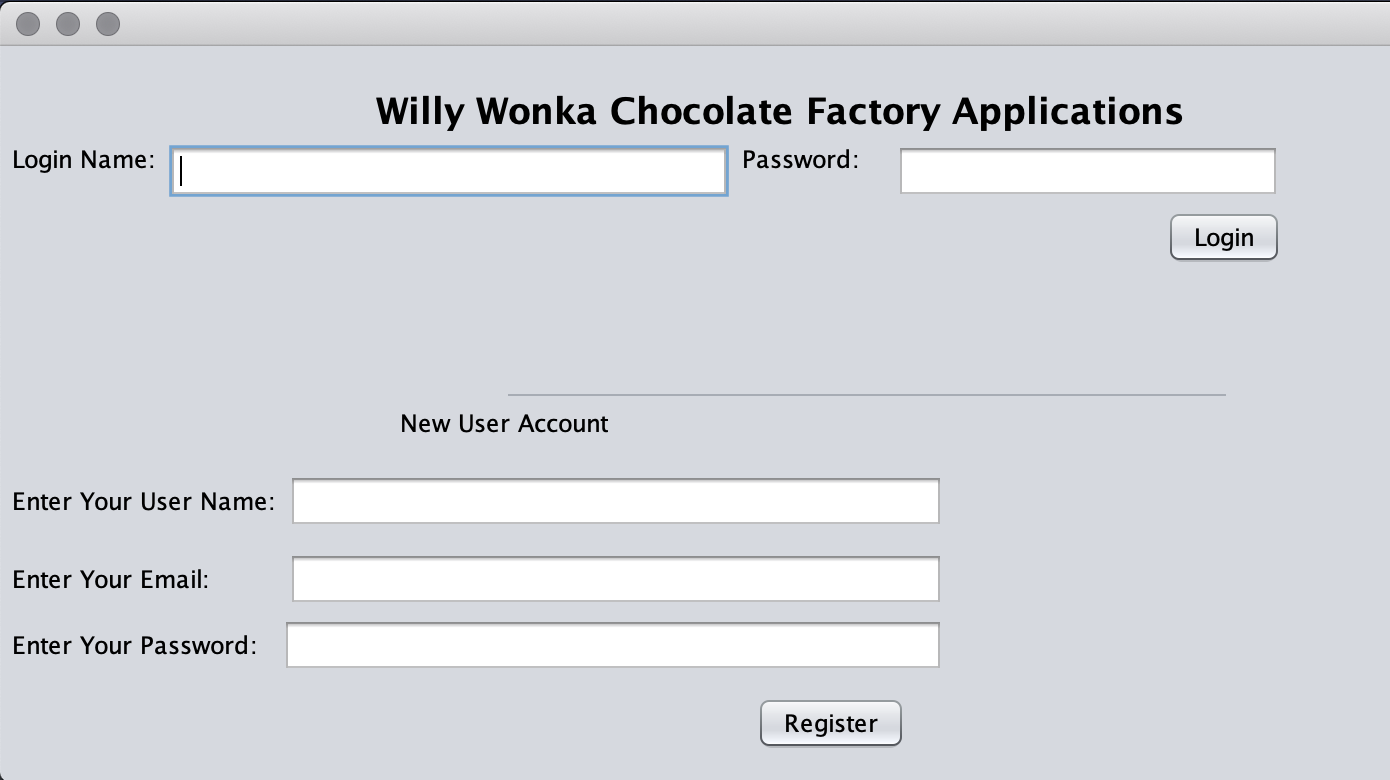 Willy Wonka Chocolate Factory Applications
Login Name: Password:
Login
New User Account
Enter Your User Name:
Enter Your Email:
Enter Your Password:
Register